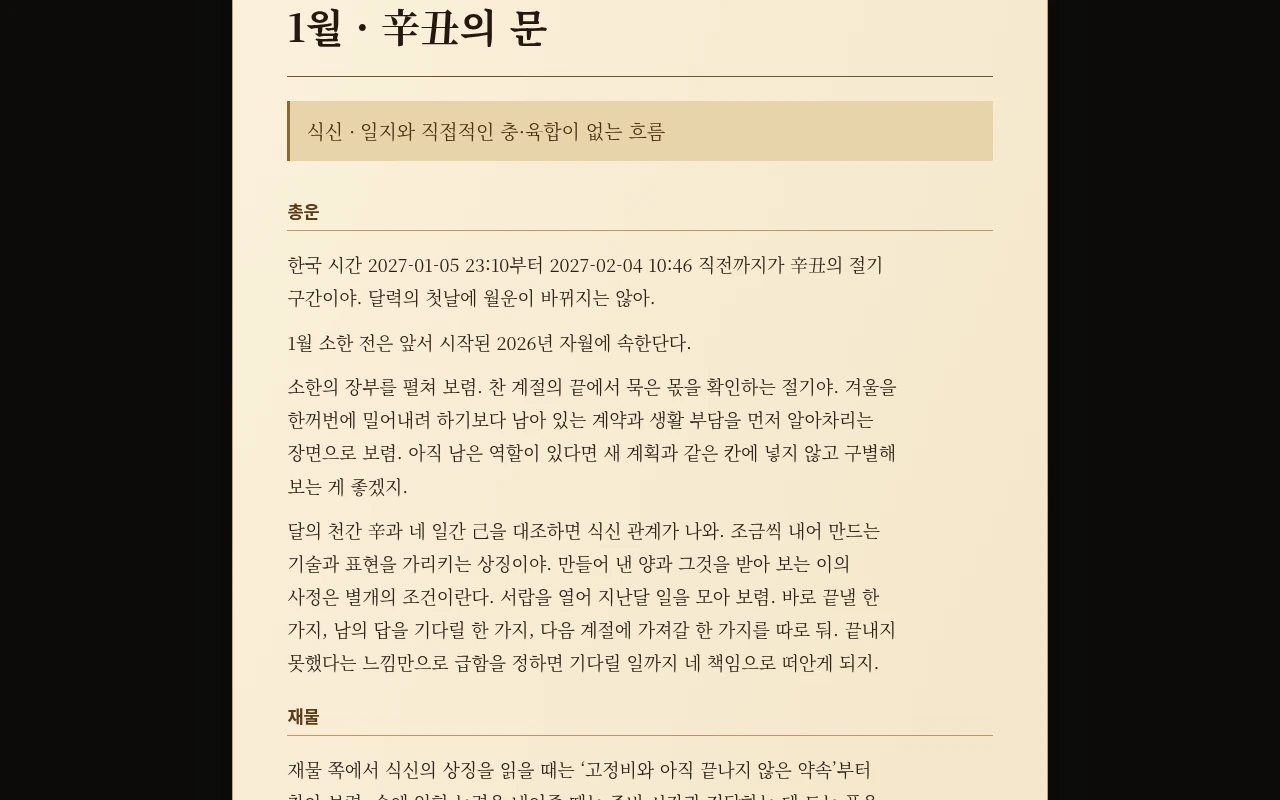 1월 · 辛丑의 문
식신 · 일지와 직접적인 충·육합이 없는 흐름
총운
한국 시간 2027-01-05 23:10부터 2027-02-04 10:46 직전까지가 辛丑의 절기
구간이야. 달력의 첫날에 월운이 바뀌지는 않아.
1월 소한 전은 앞서 시작된 2026년 자월에 속한단다.
소한의 장부를 펼쳐 보렴. 찬 계절의 끝에서 묵은 몫을 확인하는 절기야. 겨울을
한꺼번에 밀어내려 하기보다 남아 있는 계약과 생활 부담을 먼저 알아차리는
장면으로 보렴. 아직 남은 역할이 있다면 새 계획과 같은 칸에 넣지 않고 구별해
보는 게 좋겠지.
달의 천간 辛과 네 일간 己을 대조하면 식신 관계가 나와. 조금씩 내어 만드는
기술과 표현을 가리키는 상징이야. 만들어 낸 양과 그것을 받아 보는 이의
사정은 별개의 조건이란다. 서랍을 열어 지난달 일을 모아 보렴. 바로 끝낼 한
가지, 남의 답을 기다릴 한 가지, 다음 계절에 가져갈 한 가지를 따로 둬. 끝내지
못했다는 느낌만으로 급함을 정하면 기다릴 일까지 네 책임으로 떠안게 되지.
재물
재물 쪽에서 식신의 상징을 읽을 때는 ‘고정비와 아직 끝나지 않은 약속’부터